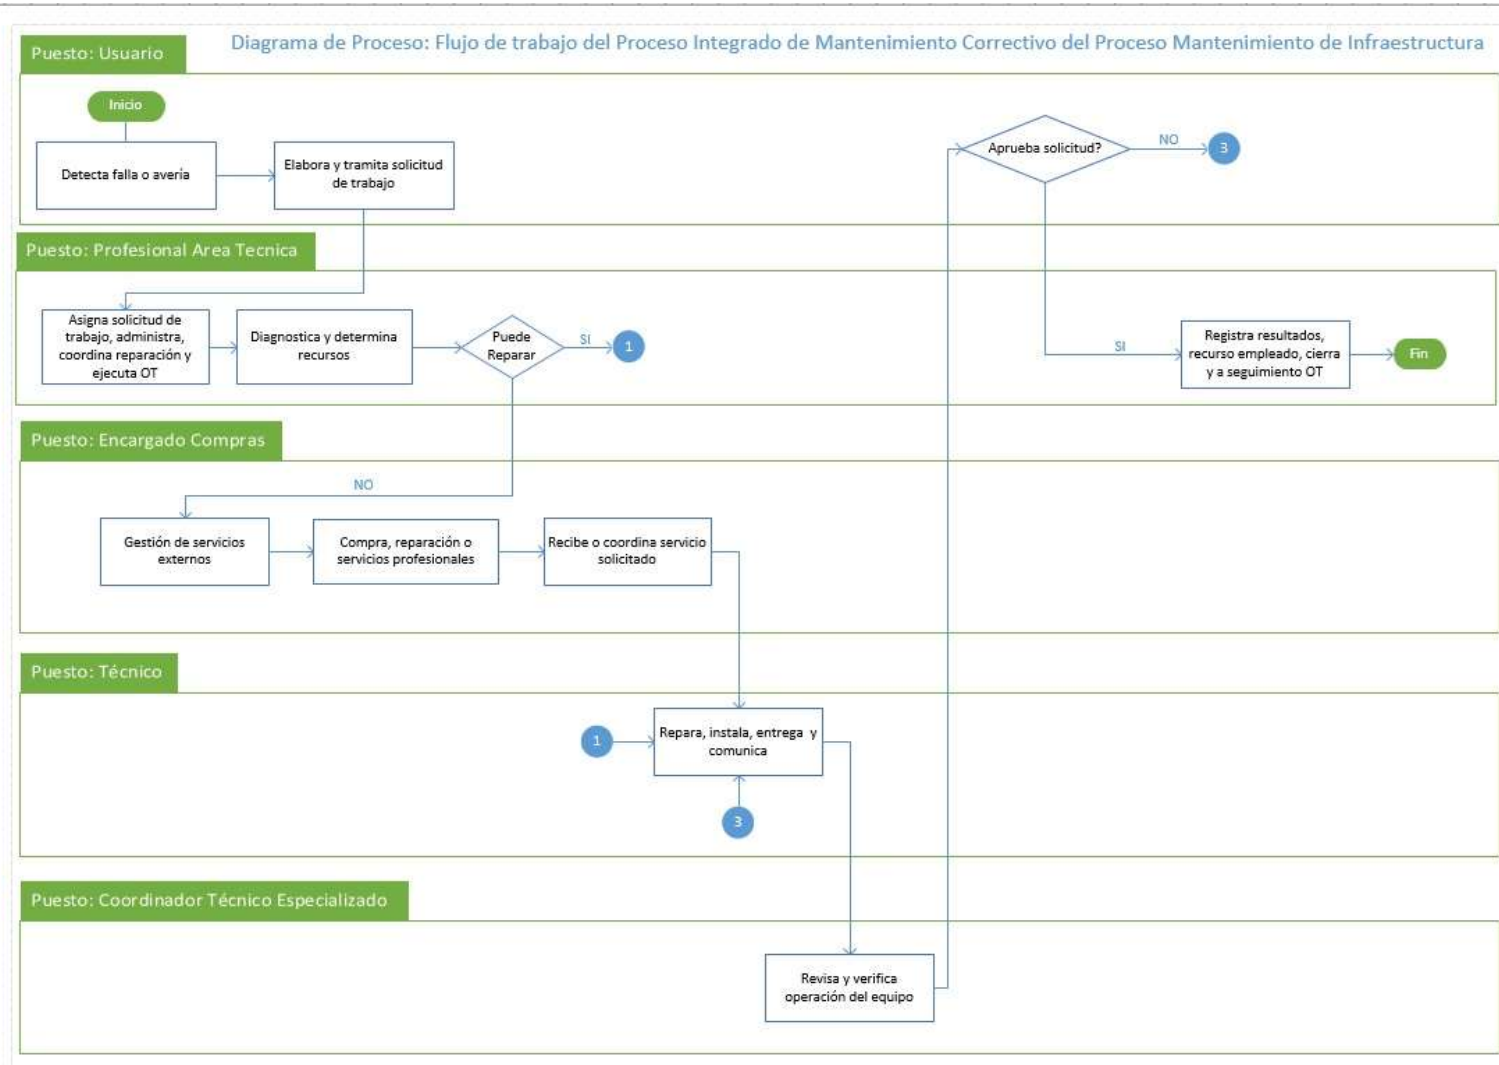 Diagrama de Proceso: Flujo de trabajo del Proceso Integrado de Mantenimiento Correctivo del Proceso Mantenimiento de Infraestructura
Puesto: Usuario
Inicio
Detecta falla o avería
Elabora y tramita solicitud
de trabajo
Aprueba solicitud?
NO
3
Puesto: Profesional Area Tecnica
Asigna solicitud de
trabajo, administra,
coordina reparación y
ejecuta OT
Diagnostica y determina
recursos
Puede
Reparar
SI
1
SI
Registra resultados,
recurso empleado, cierra
y a seguimiento OT
Fin
Puesto: Encargado Compras
NO
Gestión de servicios
externos
Compra, reparación o
servicios profesionales
Recibe o coordina servicio
solicitado
Puesto: Técnico
1
Repara, instala, entrega y
comunica
3
Puesto: Coordinador Técnico Especializado
Revisa y verifica
operación del equipo